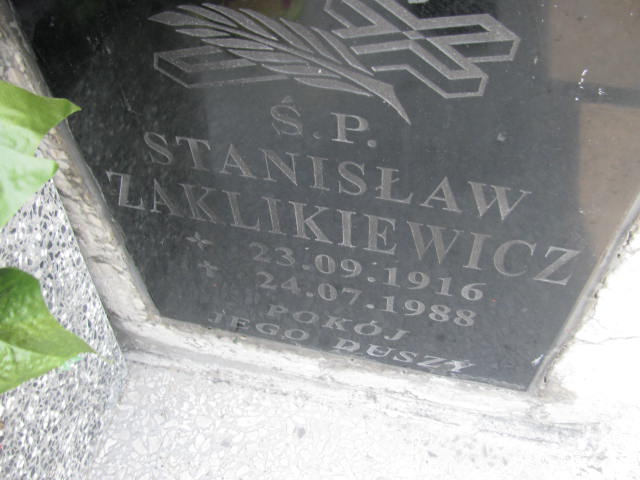 Ś.P.
STANISŁAW
ZAKLIKIEWICZ
23.09.1916
24.07.1988
POKÓJ
JEGO DUSZY